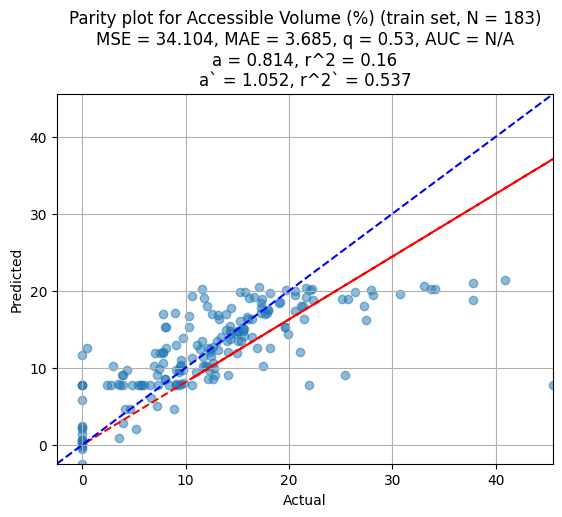 Parity plot for Accessible Volume (%) (train set, N = 183)
MSE = 34.104, MAE = 3.685, q = 0.53, AUC = N/A
a = 0.814, r^2 = 0.16
a` = 1.052, r^2` = 0.537
40
30
20
10
0
Predicted
0 10 20 30 40
Actual